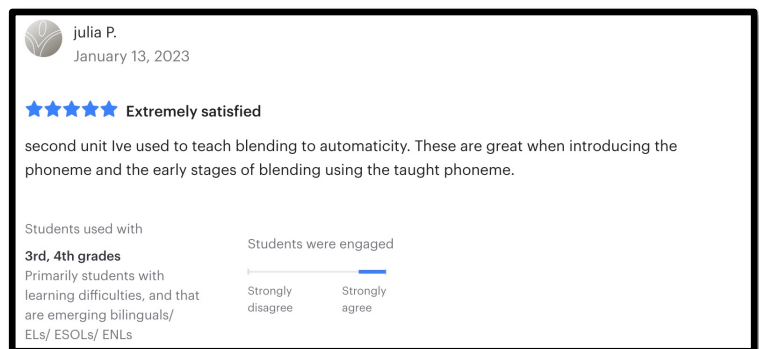 julia P.
January 13, 2023
Extremely satisfied
second unit Ive used to teach blending to automaticity. These are great when introducing the
phoneme and the early stages of blending using the taught phoneme.
Students used with
3rd, 4th grades
Primarily students with
learning difficulties, and that
are emerging bilinguals/
ELs/ ESOLs/ ENLs
Students were engaged
Strongly
disagree
Strongly
agree